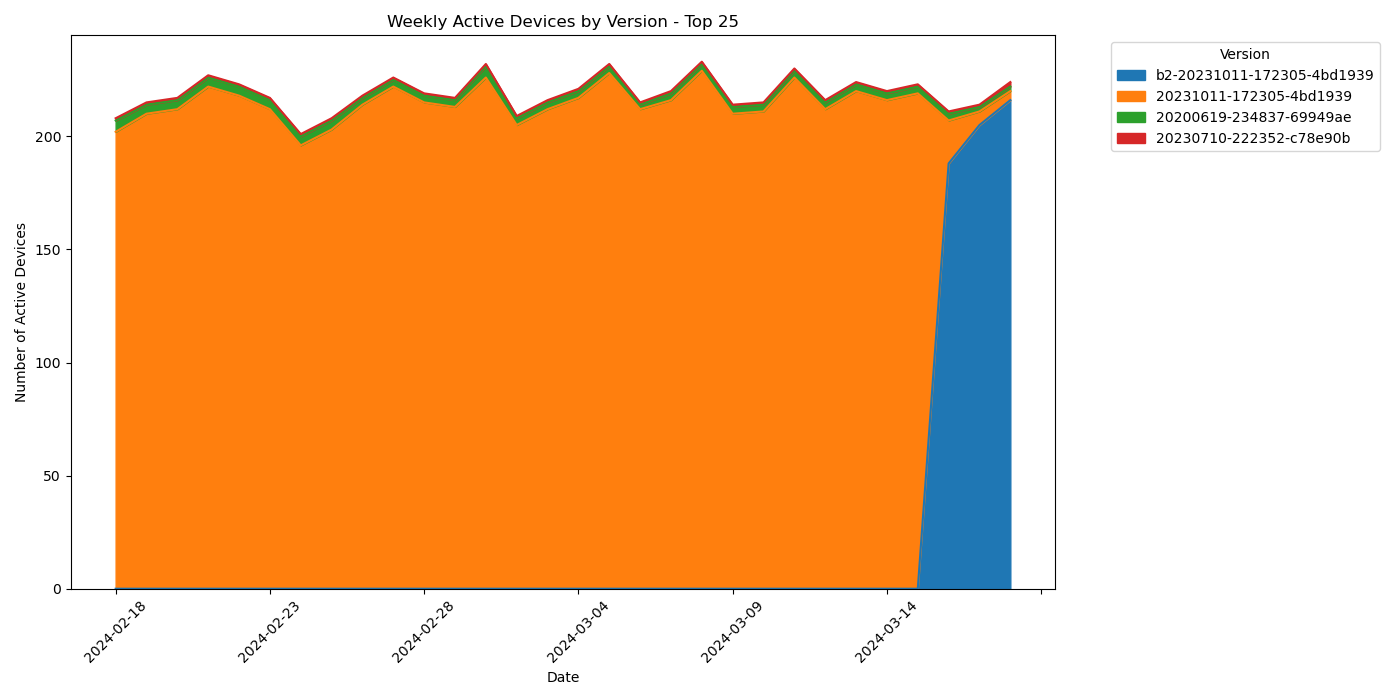 Weekly Active Devices by Version - Top 25
Number of Active Devices
200
150
100
50
0
2024-02-18
2024-02-23
2024-02-28
2024-03-04
2024-03-09
2024-03-14
Date
Version
b2-20231011-172305-4bd1939
20231011-172305-4bd1939
20200619-234837-69949ae
20230710-222352-c78e90b